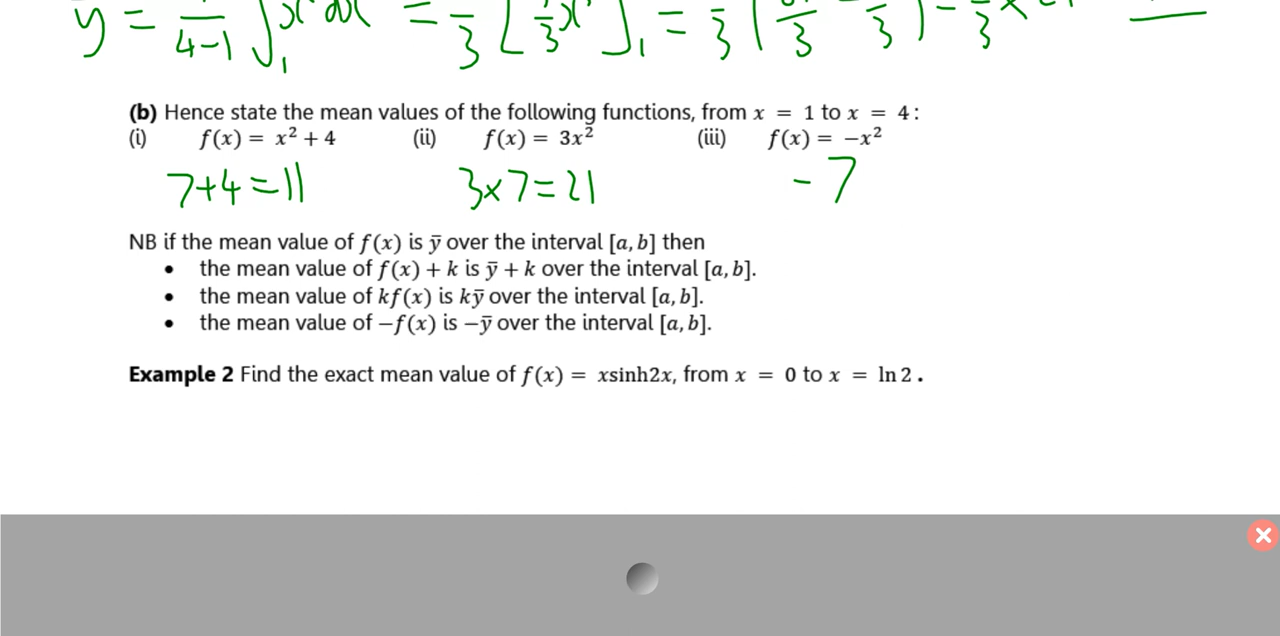 (b) Hence state the mean values of the following functions, from x = 1 to x = 4:
(i) f(x) = x² + 4 (ii) f(x) = 3x² (iii) f(x) = −x²
7+4=11 3×7=21 -7
NB if the mean value of f(x) is ȳ over the interval [a, b] then
• the mean value of f(x) + k is ȳ + k over the interval [a, b].
• the mean value of kf(x) is kȳ over the interval [a, b].
• the mean value of −f(x) is −ȳ over the interval [a, b].
Example 2 Find the exact mean value of f(x) = xsinh2x, from x = 0 to x = ln 2 .